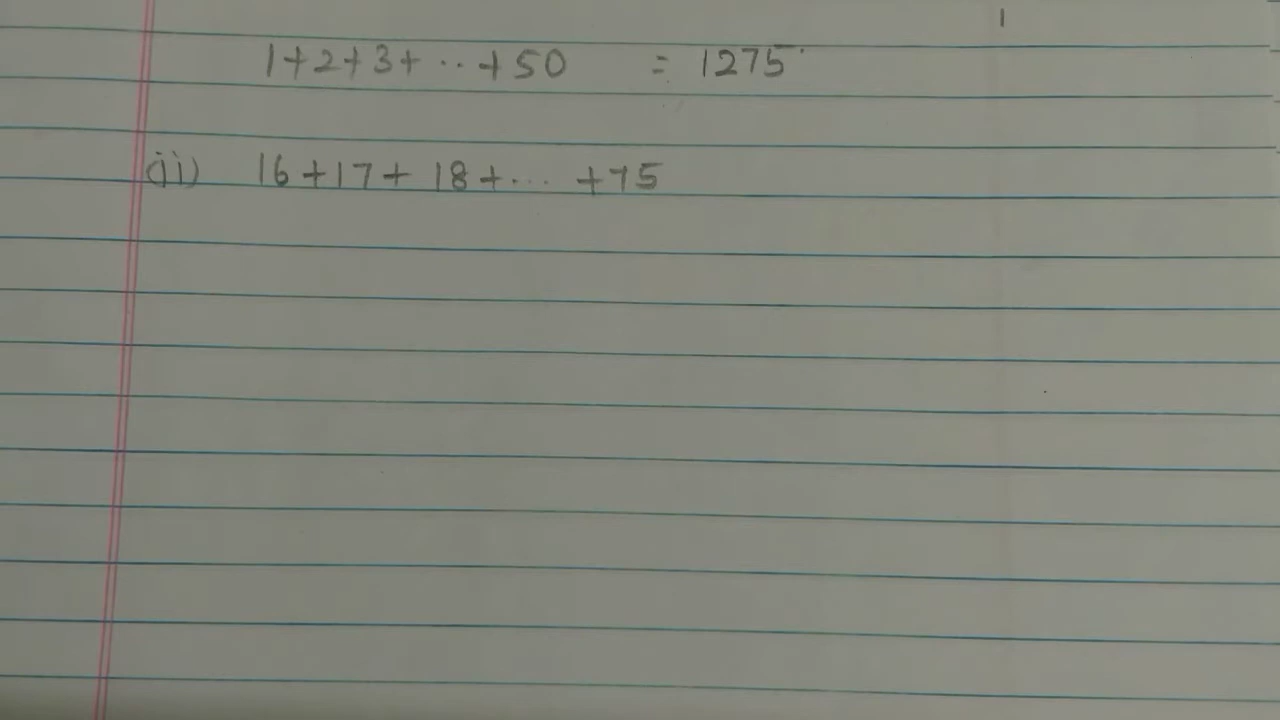 1+2+3+ ... +50 = 1275
(ii) 16+17+ 18+... +75